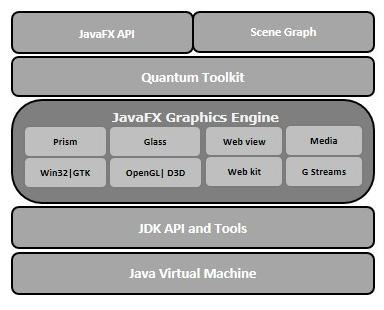 JavaFX API
Scene Graph
Quantum Toolkit
JavaFX Graphics Engine
Prism
Glass
Web view
Media
Win32|GTK
OpenGL| D3D
Web kit
G Streams
JDK API and Tools
Java Virtual Machine